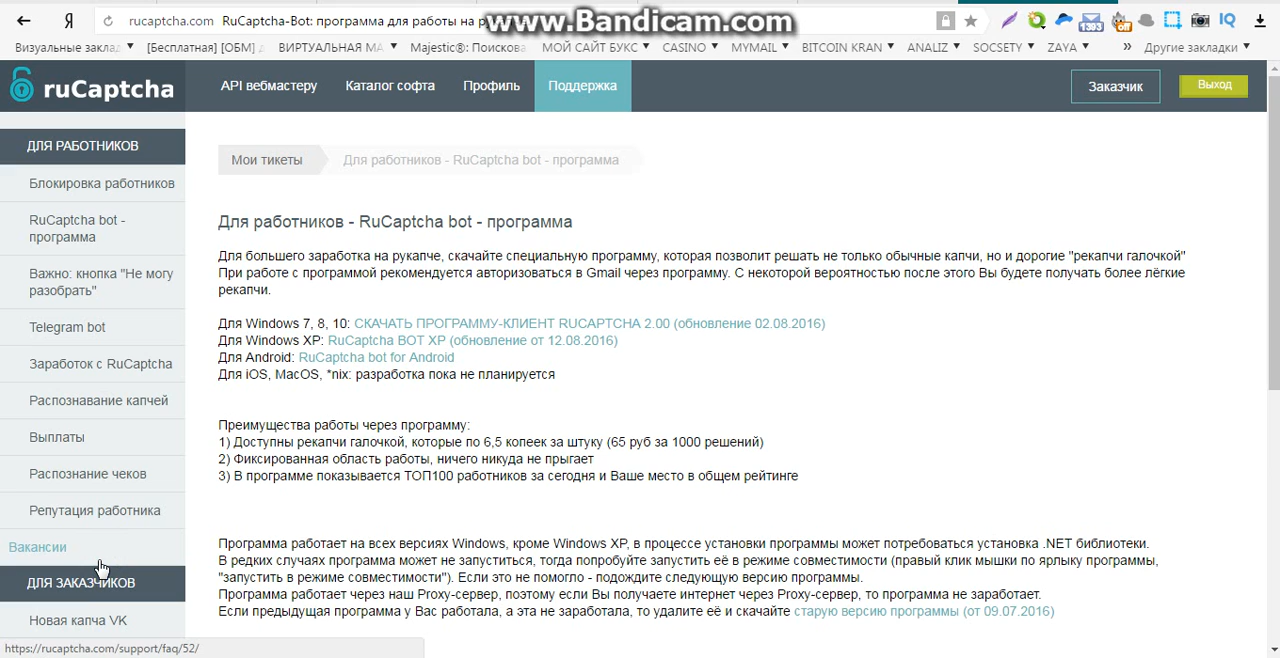 Я rucaptcha.com RuCaptcha-Bot: программа для работы на
www.Bandicam.com
1393 off IQ
Визуальные заклад [Бесплатная] [ОБМ] ВИРТУАЛЬНАЯ МА Majestic®: Поискова МОЙ САЙТ БУКС CASINO MYMAIL BITCOIN KRAN ANALIZ SOCSETY ZAYA » Другие закладки
ruCaptcha API вебмастеру Каталог софта Профиль Поддержка Заказчик Выход
ДЛЯ РАБОТНИКОВ
Блокировка работников
RuCaptcha bot -
программа
Важно: кнопка "Не могу
разобрать"
Telegram bot
Заработок с RuCaptcha
Распознавание капчей
Выплаты
Распознание чеков
Репутация работника
Вакансии
ДЛЯ ЗАКАЗЧИКОВ
Новая капча VK
https://rucaptcha.com/support/faq/52/
Мои тикеты Для работников - RuCaptcha bot - программа
Для работников - RuCaptcha bot - программа
Для большего заработка на рукапче, скачайте специальную программу, которая позволит решать не только обычные капчи, но и дорогие "рекапчи галочкой"
При работе с программой рекомендуется авторизоваться в Gmail через программу. С некоторой вероятностью после этого Вы будете получать более лёгкие
рекапчи.
Для Windows 7, 8, 10: СКАЧАТЬ ПРОГРАММУ-КЛИЕНТ RUCAPTCHA 2.00 (обновление 02.08.2016)
Для Windows XP: RuCaptcha BOT XP (обновление от 12.08.2016)
Для Android: RuCaptcha bot for Android
Для iOS, MacOS, *nix: разработка пока не планируется
Преимущества работы через программу:
1) Доступны рекапчи галочкой, которые по 6,5 копеек за штуку (65 руб за 1000 решений)
2) Фиксированная область работы, ничего никуда не прыгает
3) В программе показывается ТОП100 работников за сегодня и Ваше место в общем рейтинге
Программа работает на всех версиях Windows, кроме Windows XP, в процессе установки программы может потребоваться установка .NET библиотеки.
В редких случаях программа может не запуститься, тогда попробуйте запустить её в режиме совместимости (правый клик мышки по ярлыку программы,
"запустить в режиме совместимости"). Если это не помогло - подождите следующую версию программы.
Программа работает через наш Proxy-сервер, поэтому если Вы получаете интернет через Proxy-сервер, то программа не заработает.
Если предыдущая программа у Вас работала, а эта не заработала, то удалите её и скачайте старую версию программы (от 09.07.2016)